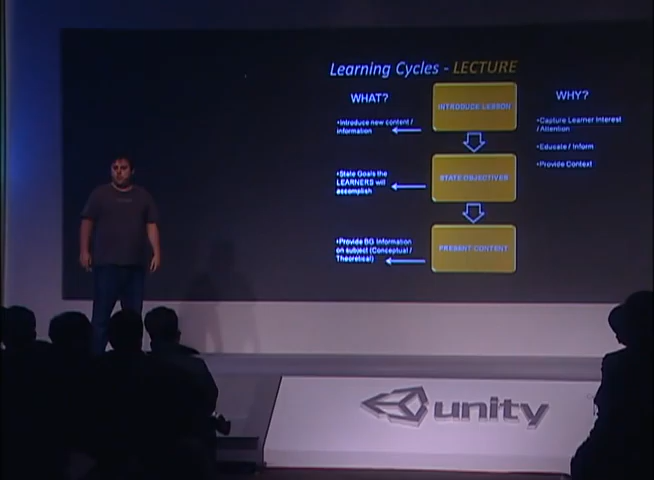 Learning Cycles - LECTURE
WHAT?
INTRODUCE LESSON
WHY?
•Introduce new content / information
•Capture Learner Interest / Attention
•Educate / Inform
•Provide Context
•State Goals the LEARNERS will accomplish
STATE OBJECTIVES
•Provide BG Information on subject (Conceptual / Theoretical)
PRESENT CONTENT
unity